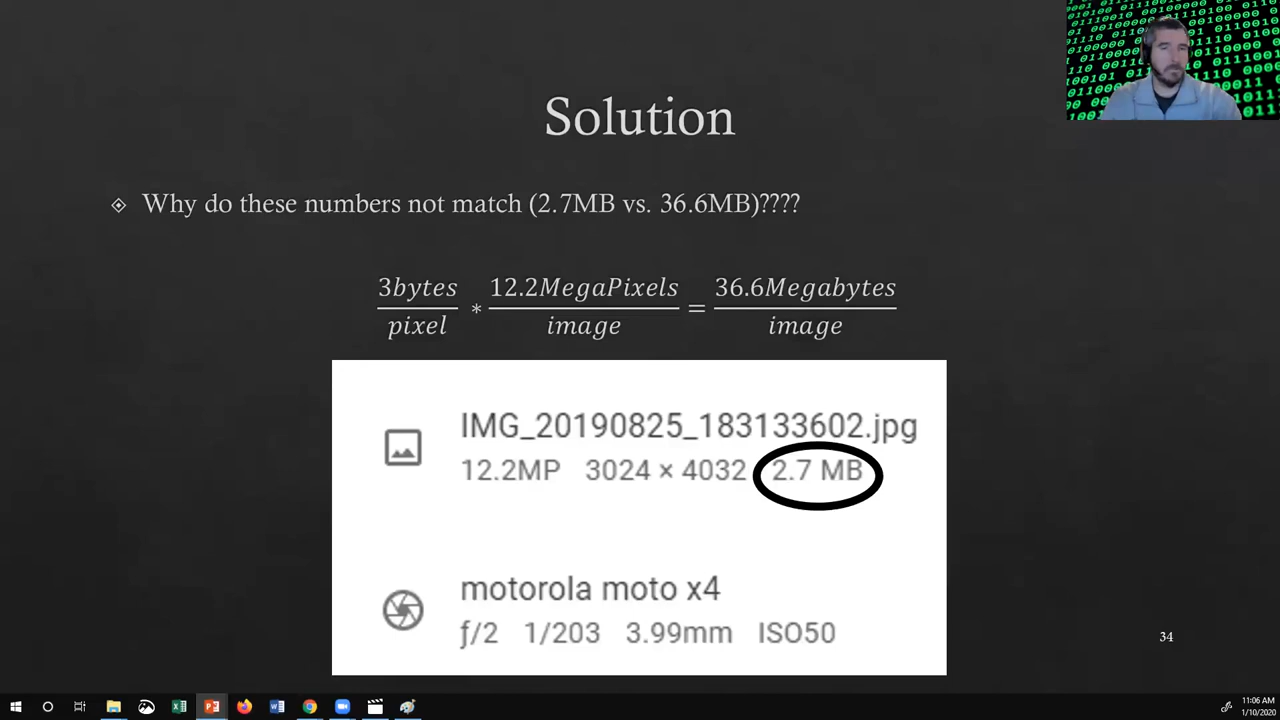 Solution
Why do these numbers not match (2.7MB vs. 36.6MB)????
3bytes/pixel * 12.2MegaPixels/image = 36.6Megabytes/image
IMG_20190825_183133602.jpg
12.2MP 3024 × 4032 2.7 MB
motorola moto x4
ƒ/2 1/203 3.99mm ISO50
34
11:06 AM
1/10/2020